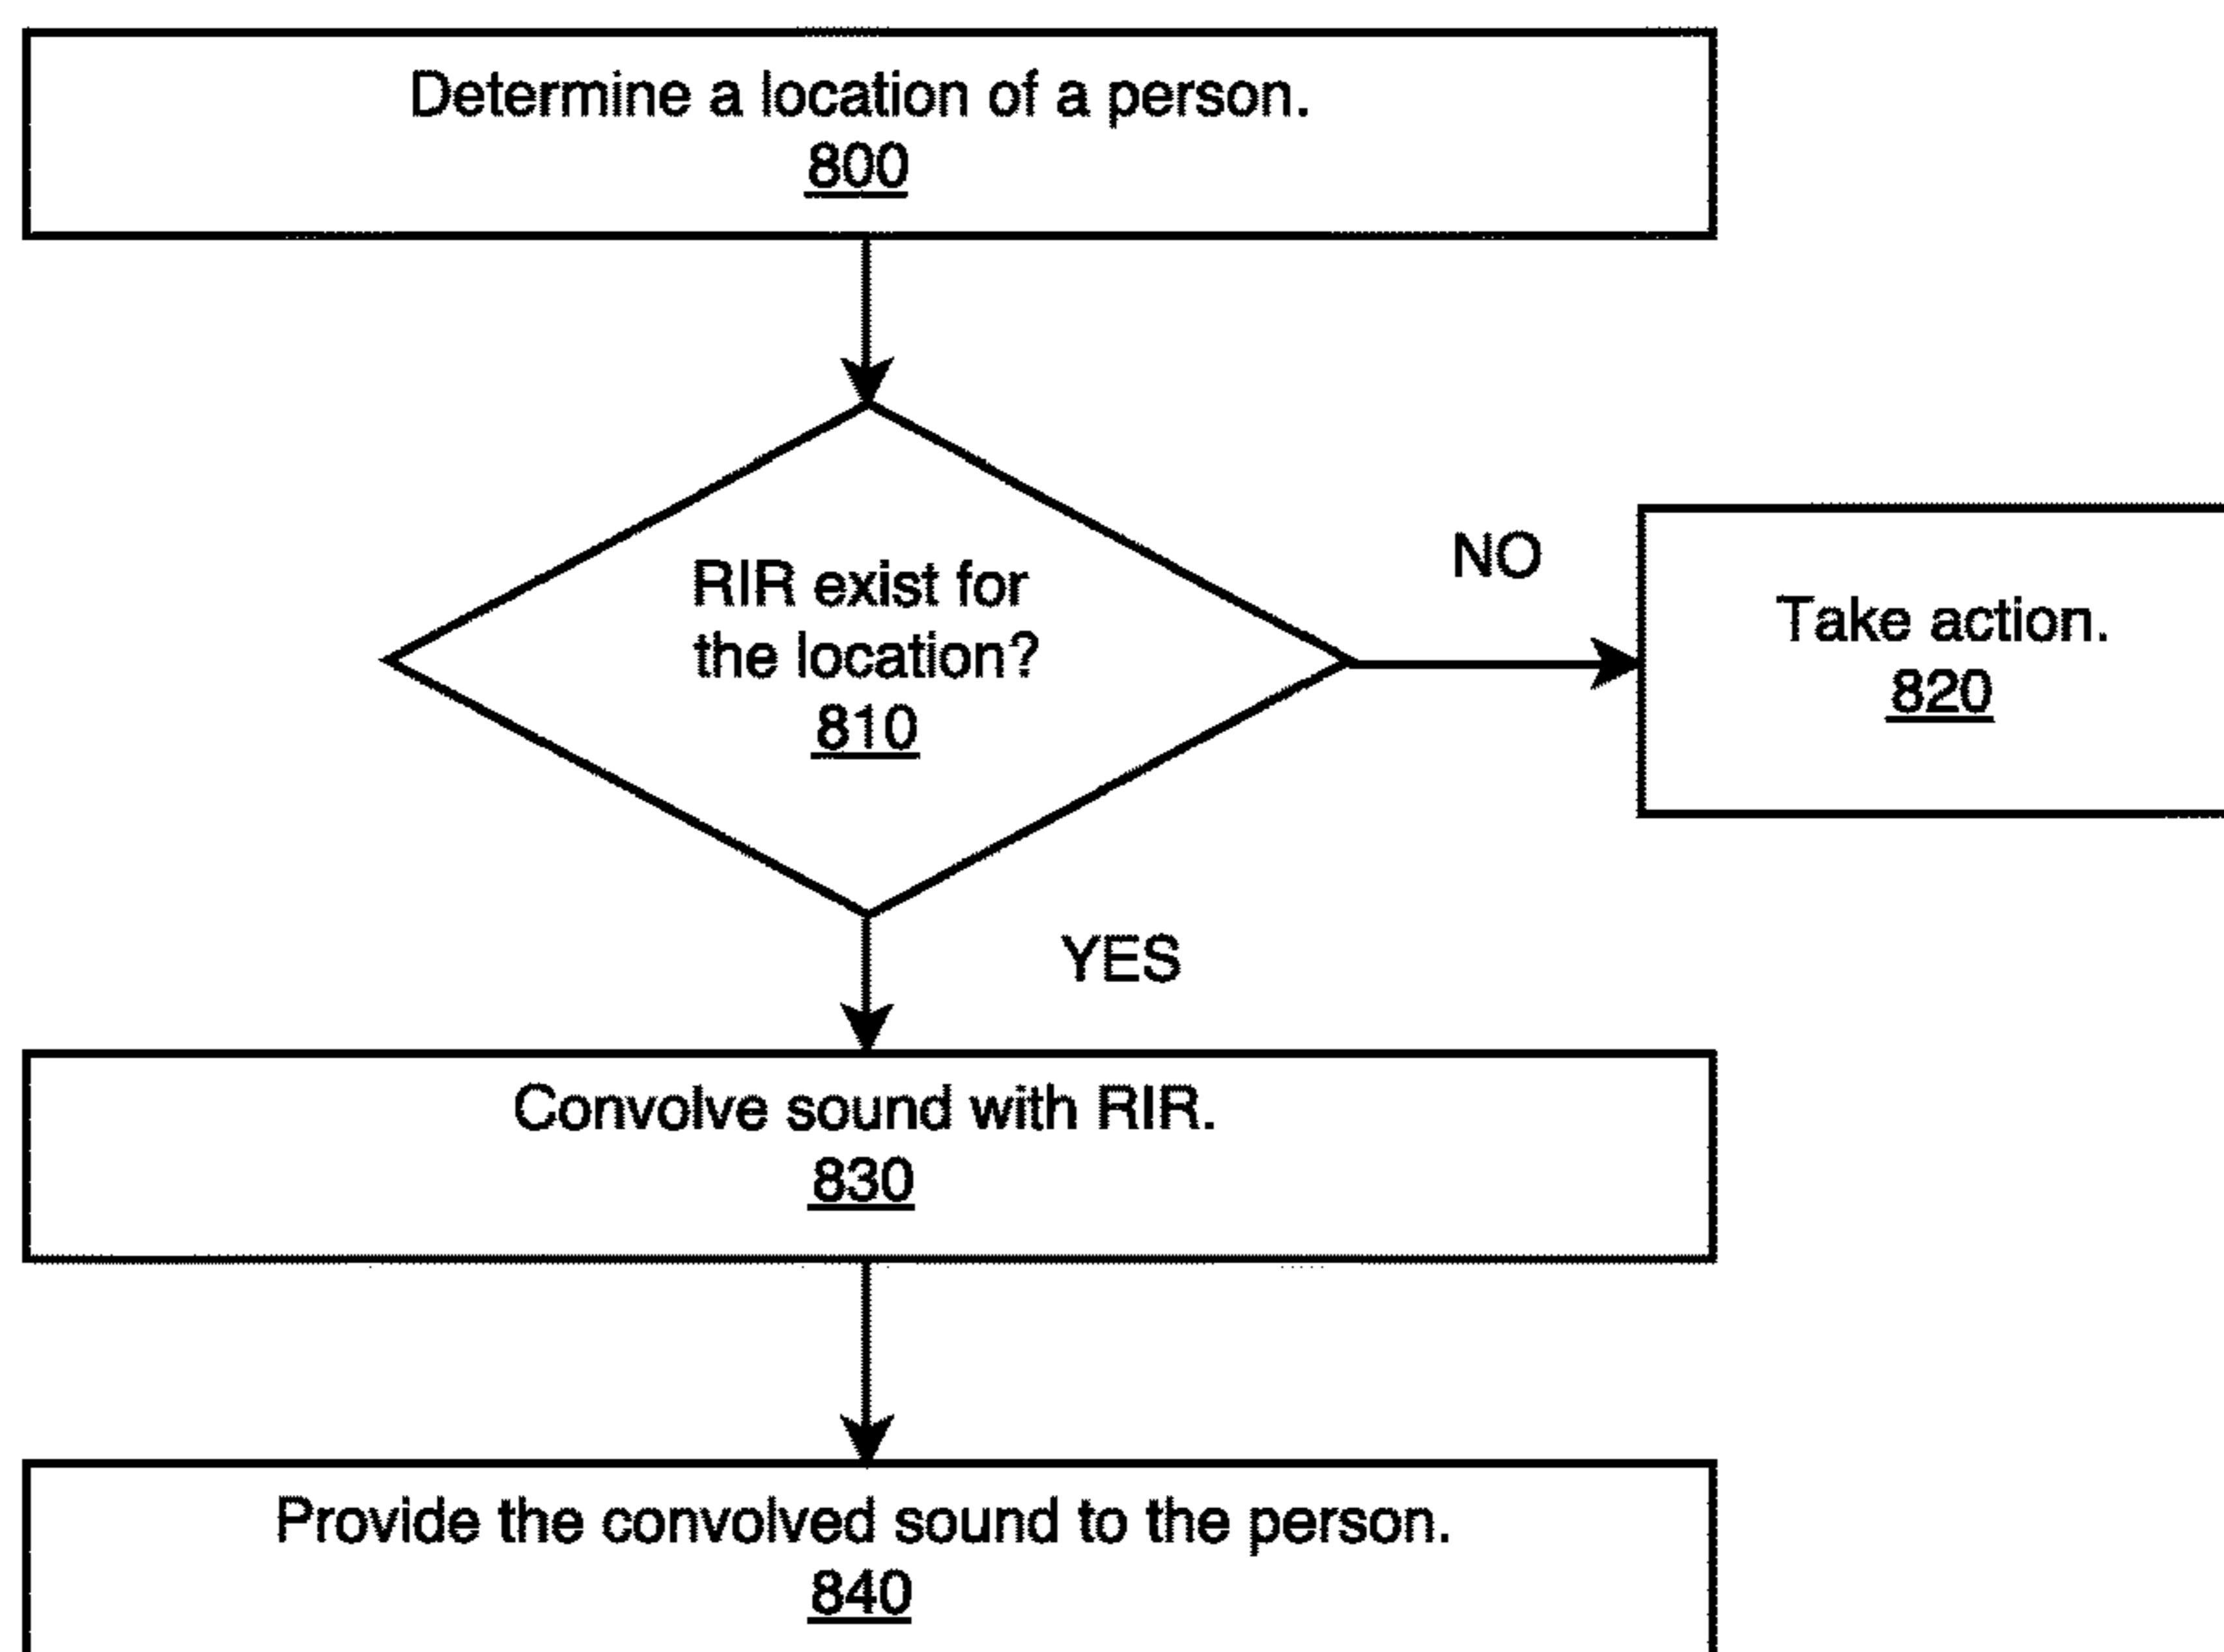 Determine a location of a person.
800
RIR exist for
the location?
810
NO
Take action.
820
YES
Convolve sound with RIR.
830
Provide the convolved sound to the person.
840